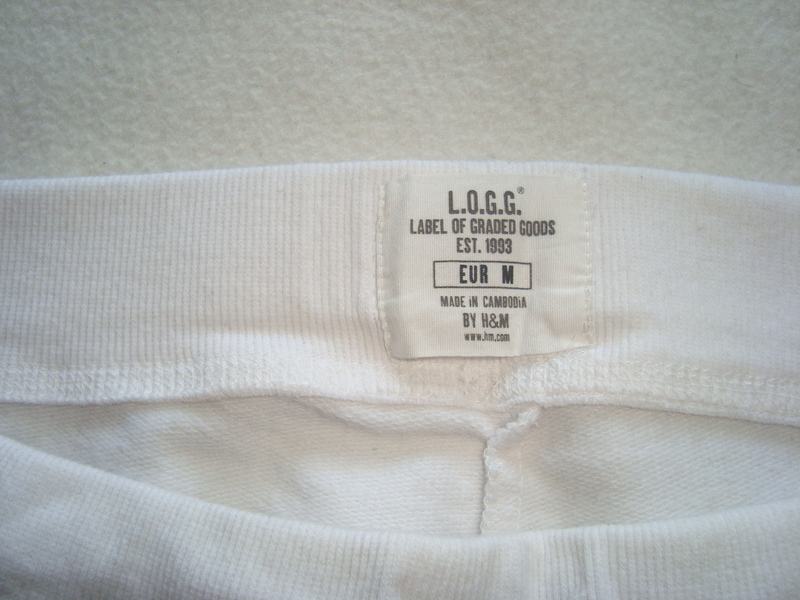 L.O.G.G.®
LABEL OF GRADED GOODS
EST. 1993
EUR M
MADE IN CAMBODIA
BY H&M
www.hm.com